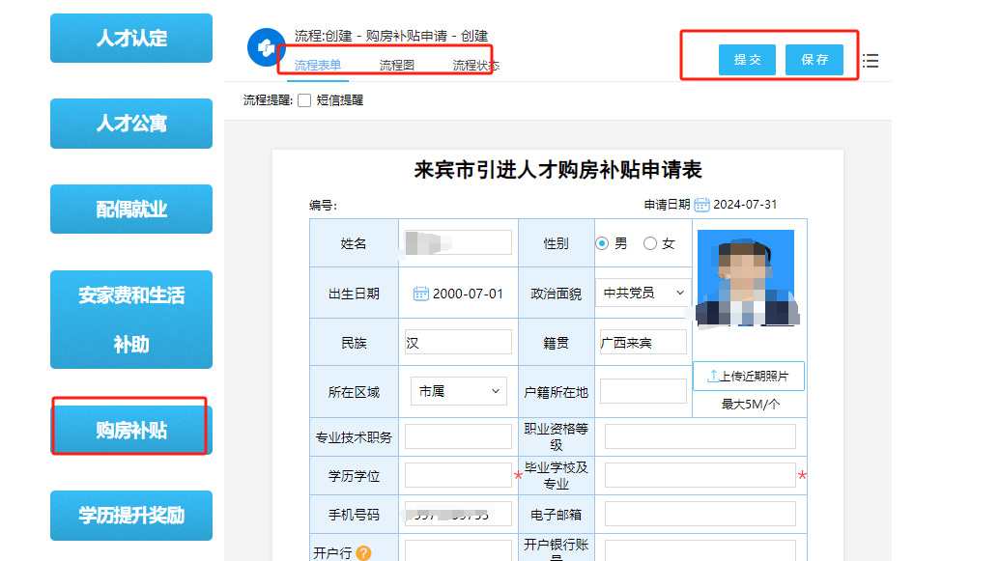 人才认定
人才公寓
配偶就业
安家费和生活
补助
购房补贴
学历提升奖励
流程:创建 - 购房补贴申请 - 创建
流程表单 流程图 流程状态
提交 保存
流程提醒: 短信提醒
来宾市引进人才购房补贴申请表
编号: 申请日期 2024-07-31
姓名 性别 男 女
出生日期 2000-07-01 政治面貌 中共党员
民族 汉 籍贯 广西来宾
上传近期照片
最大5M/个
所在区域 市属 户籍所在地
专业技术职务 职业资格等
级
学历学位 * 毕业学校及
专业 *
手机号码 电子邮箱
开户行 ? 开户银行账